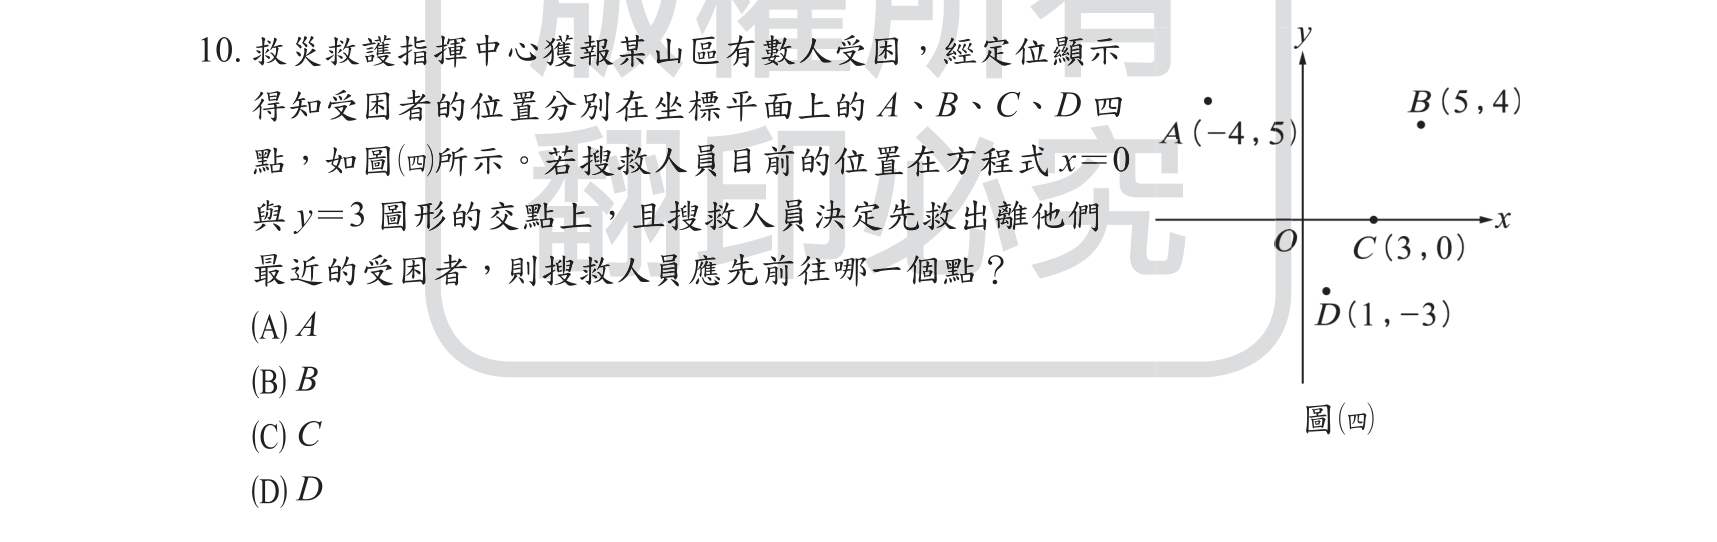 版權所有
翻印必究
10. 救災救護指揮中心獲報某山區有數人受困，經定位顯示
得知受困者的位置分別在坐標平面上的 A、B、C、D 四
點，如圖㈣所示。若搜救人員目前的位置在方程式 x=0
與 y=3 圖形的交點上，且搜救人員決定先救出離他們
最近的受困者，則搜救人員應先前往哪一個點？
(A) A
(B) B
(C) C
(D) D
y
B(5,4)
A(−4,5)
x
O
C(3,0)
D(1,−3)
圖㈣